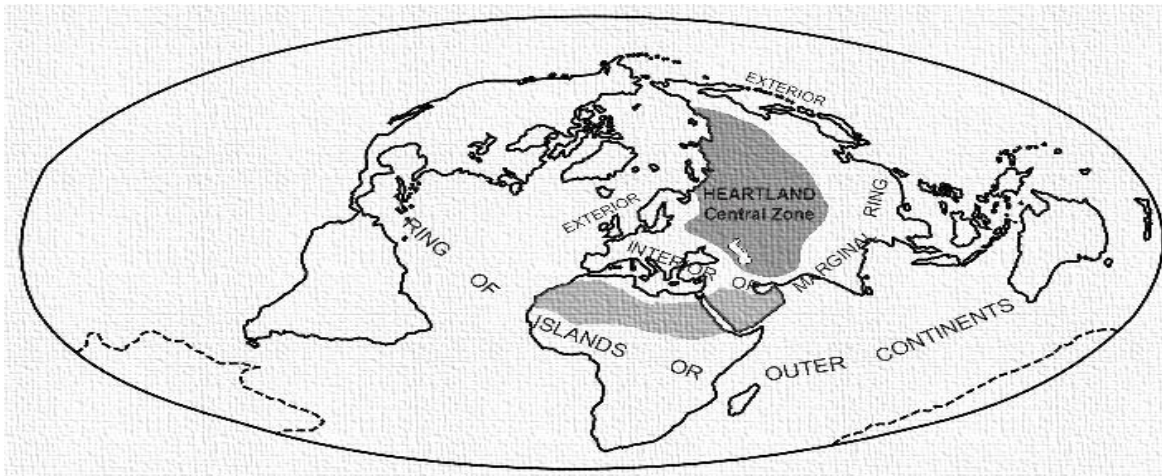 EXTERIOR
HEARTLAND
Central Zone
EXTERIOR
RING OF
INTERIOR OR MARGINAL RING
ISLANDS OR OUTER CONTINENTS